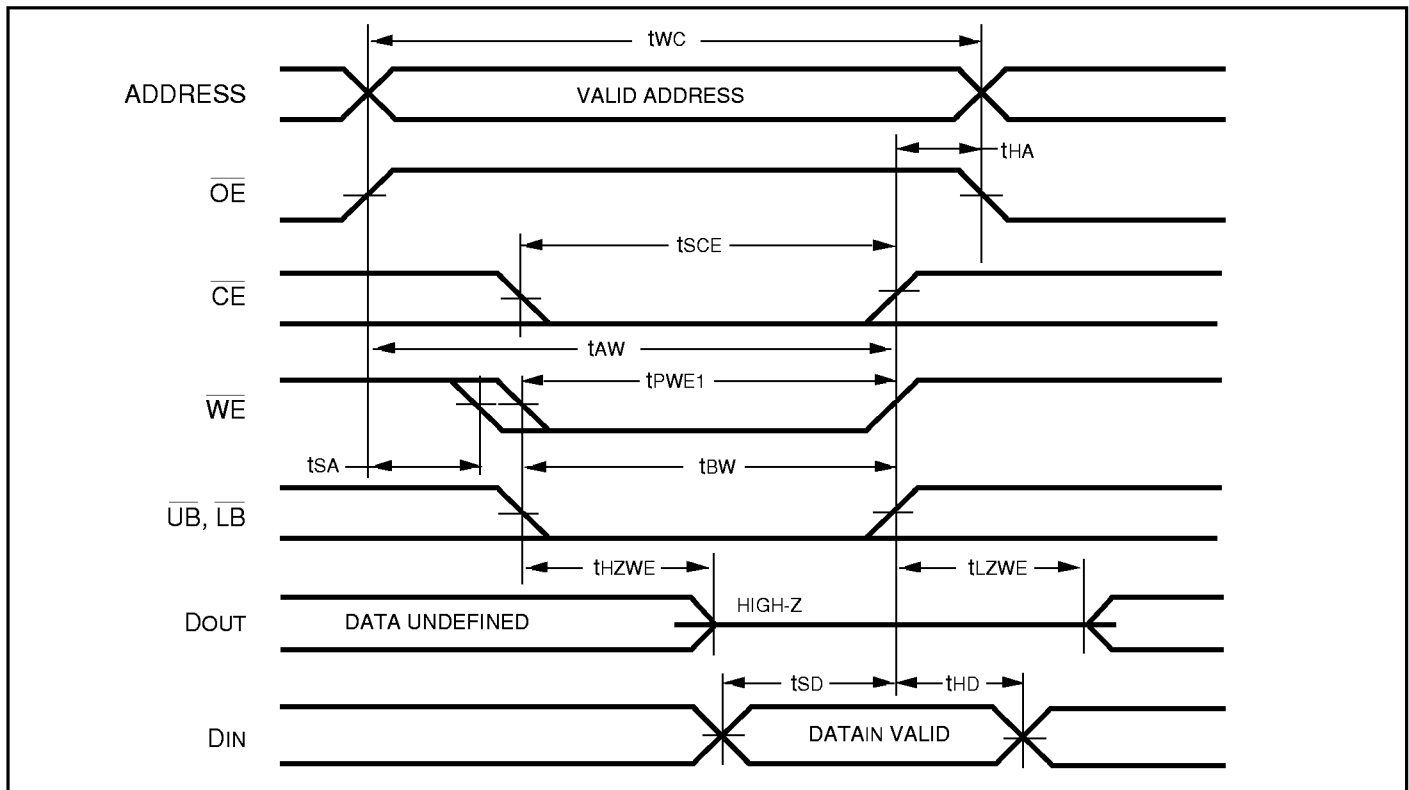 tWC
ADDRESS
VALID ADDRESS
tHA
OE
tSCE
CE
tAW
tPWE1
WE
tSA
tBW
UB, LB
tHZWE
tLZWE
HIGH-Z
DOUT
DATA UNDEFINED
tSD
tHD
DIN
DATAIN VALID